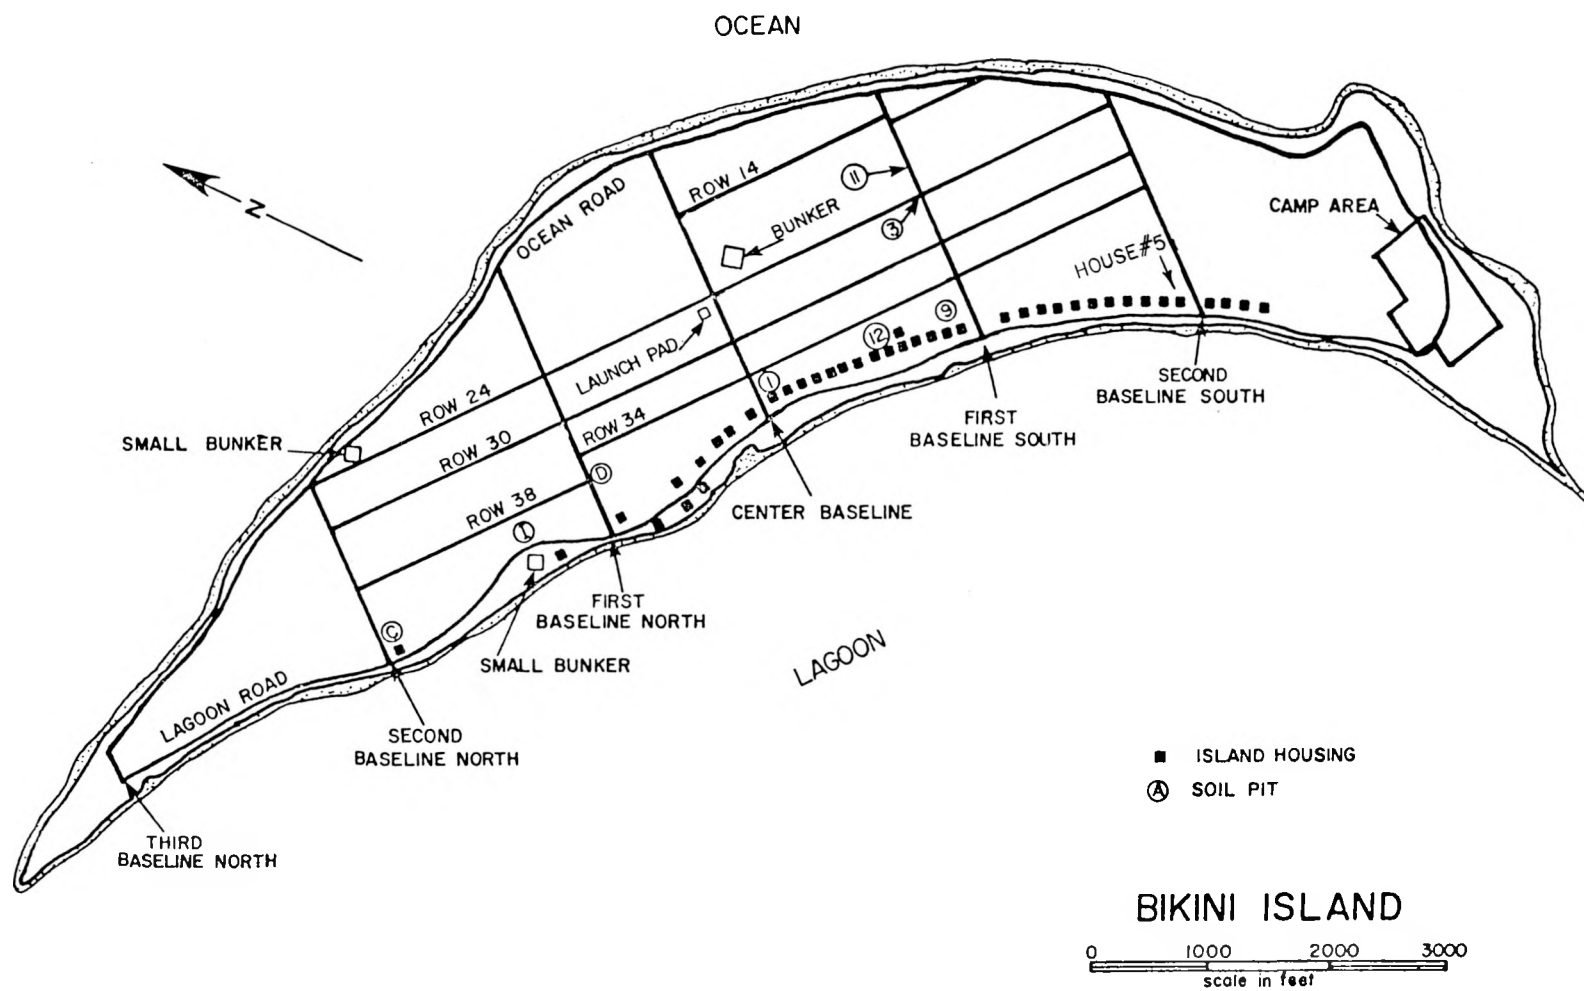 OCEAN
N
OCEAN ROAD
ROW 14
11
BUNKER
3
CAMP AREA
HOUSE #5
LAUNCH PAD
12
9
1
ROW 24
SMALL BUNKER
ROW 30
ROW 34
ROW 38
D
I
SECOND
BASELINE SOUTH
FIRST
BASELINE SOUTH
CENTER BASELINE
C
FIRST
BASELINE NORTH
SMALL BUNKER
LAGOON
LAGOON ROAD
SECOND
BASELINE NORTH
THIRD
BASELINE NORTH
ISLAND HOUSING
A SOIL PIT
BIKINI ISLAND
0 1000 2000 3000
scale in feet